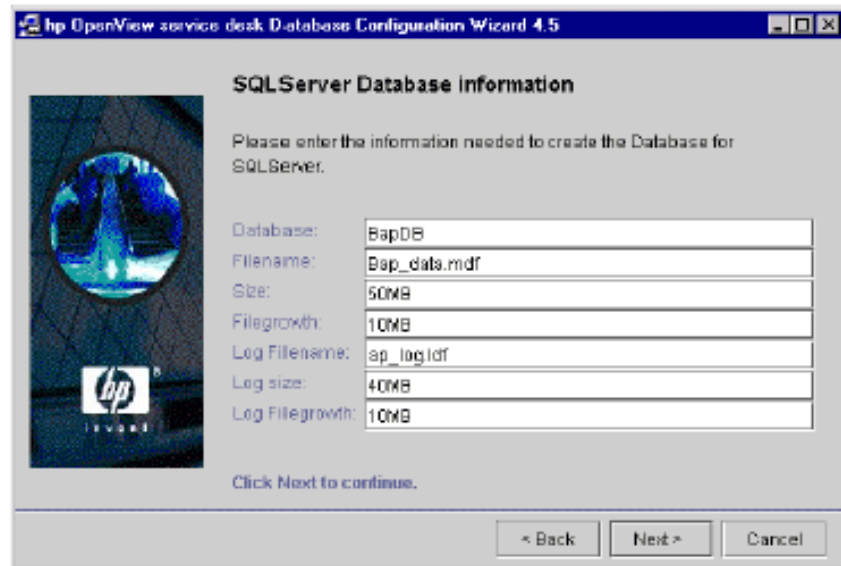 hp OpenView service desk Database Configuration Wizard 4.5
SQLServer Database information
Please enter the information needed to create the Database for
SQLServer.
Database: BapDB
Filename: Bap_data.mdf
Size: 50MB
Filegrowth: 10MB
Log Filename: ap_log.ldf
Log size: 40MB
Log Filegrowth: 10MB
hp
®
invent
Click Next to continue.
< Back Next > Cancel